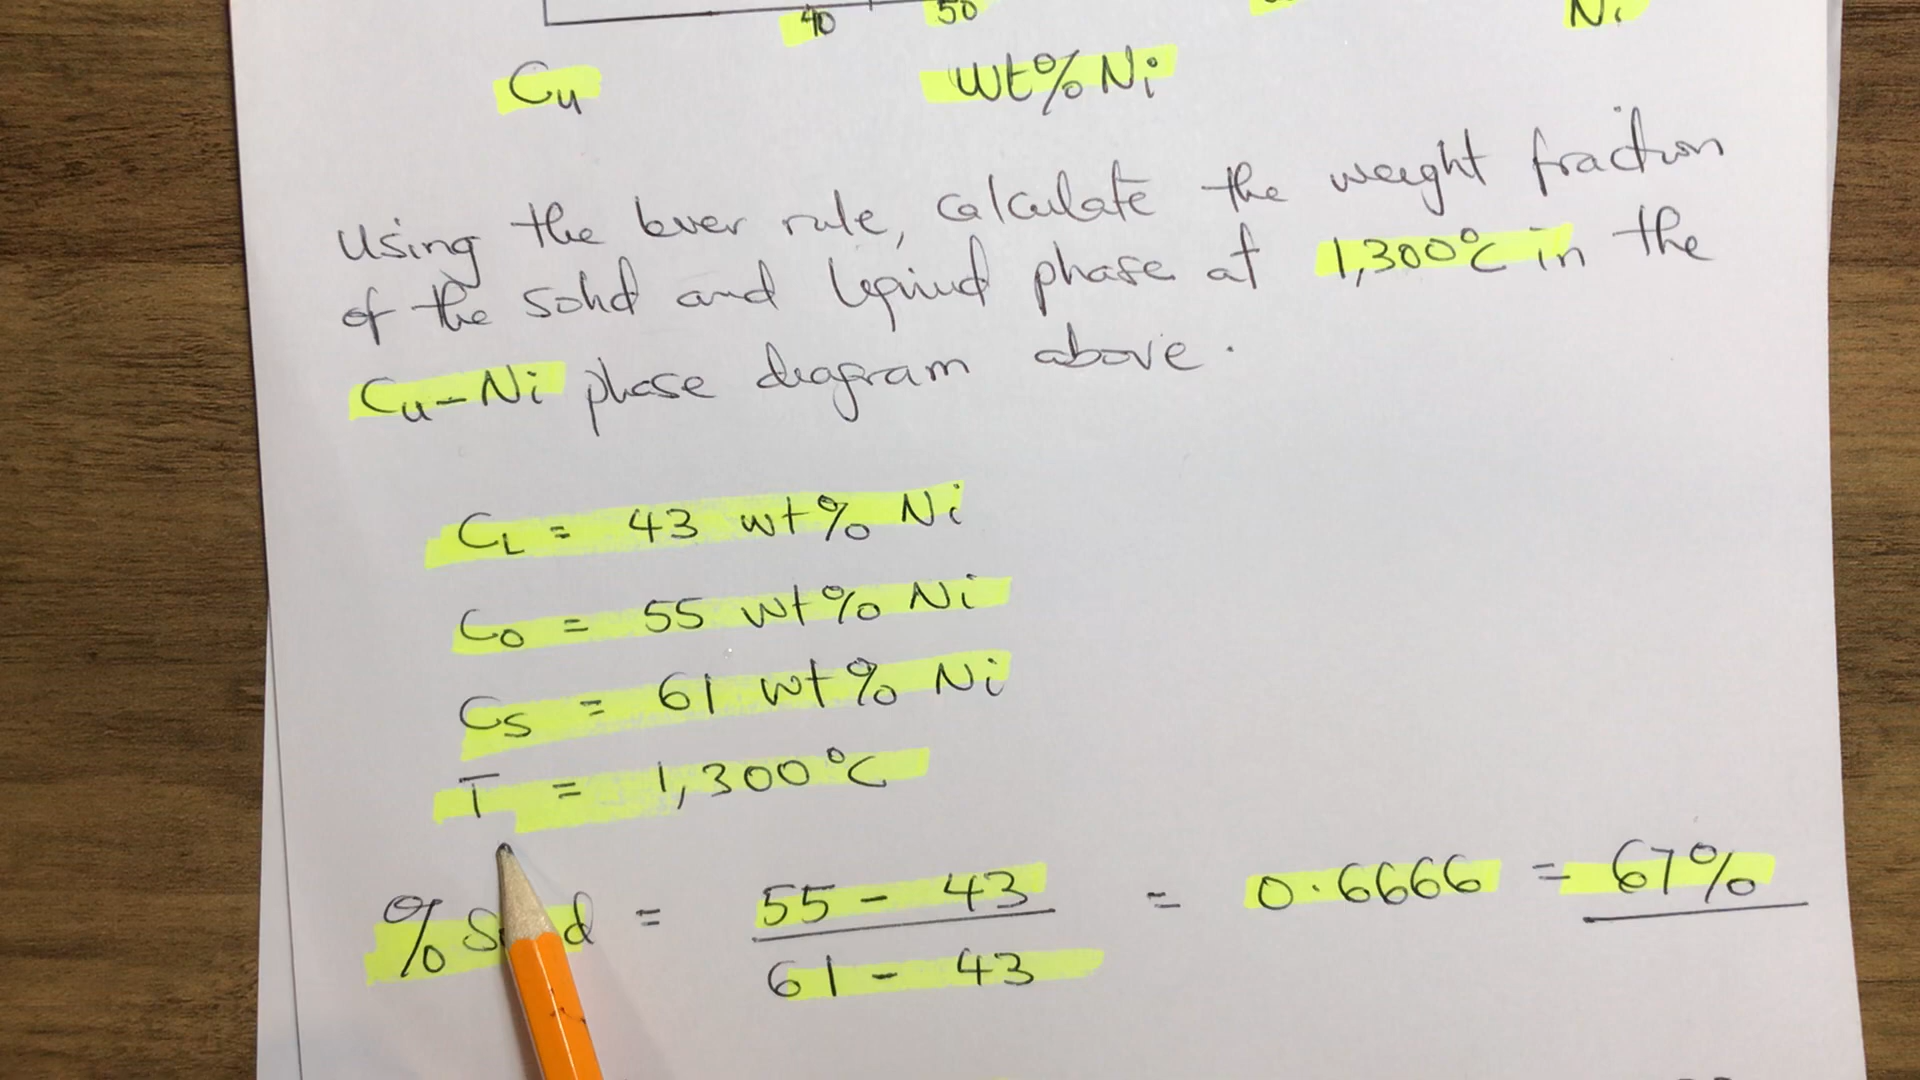 40 50 Ni
Cu wt% Ni
Using the lever rule, calculate the weight fraction
of the solid and liquid phase at 1,300°C in the
Cu-Ni phase diagram above.
CL = 43 wt% Ni
CO = 55 wt% Ni
CS = 61 wt% Ni
T = 1,300°C
% = 55 - 43 = 0.6666 = 67%
61 - 43